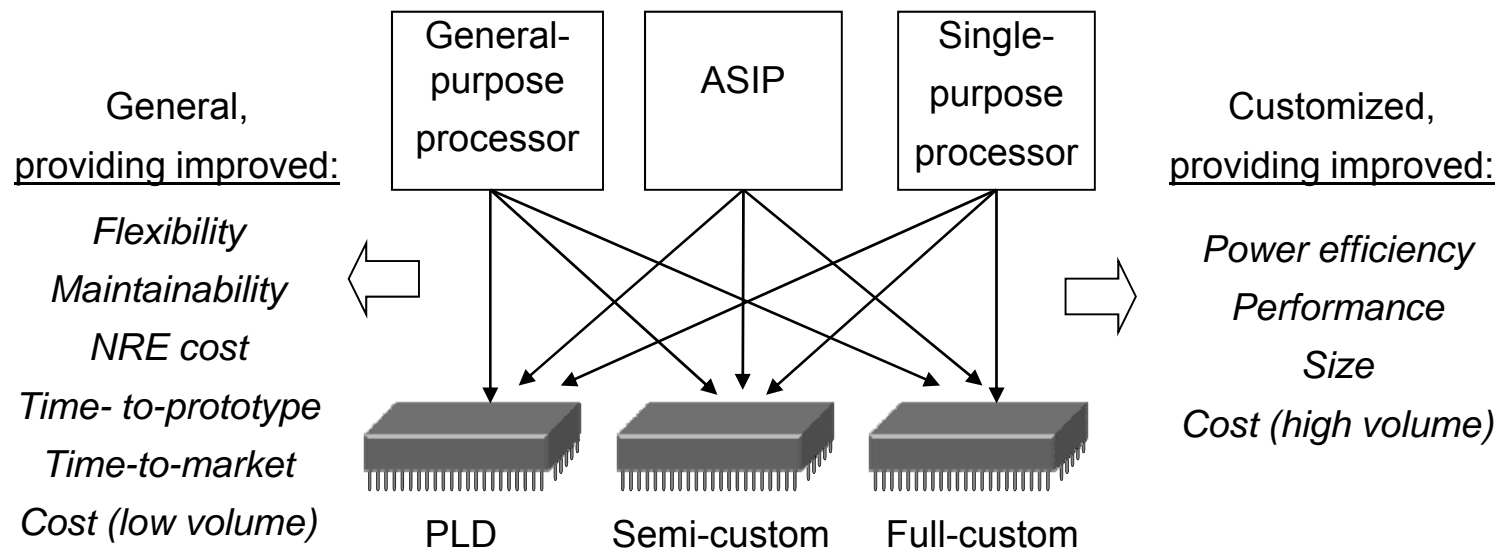 General,
providing improved:
Flexibility
Maintainability
NRE cost
Time- to-prototype
Time-to-market
Cost (low volume)
General-
purpose
processor
ASIP
Single-
purpose
processor
PLD
Semi-custom
Full-custom
Customized,
providing improved:
Power efficiency
Performance
Size
Cost (high volume)